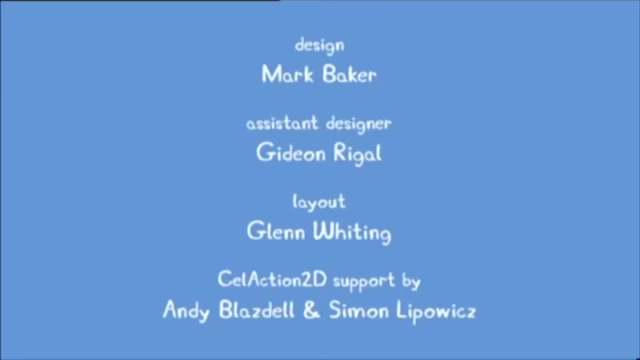 design
Mark Baker
assistant designer
Gideon Rigal
layout
Glenn Whiting
CelAction2D support by
Andy Blazdell & Simon Lipowicz